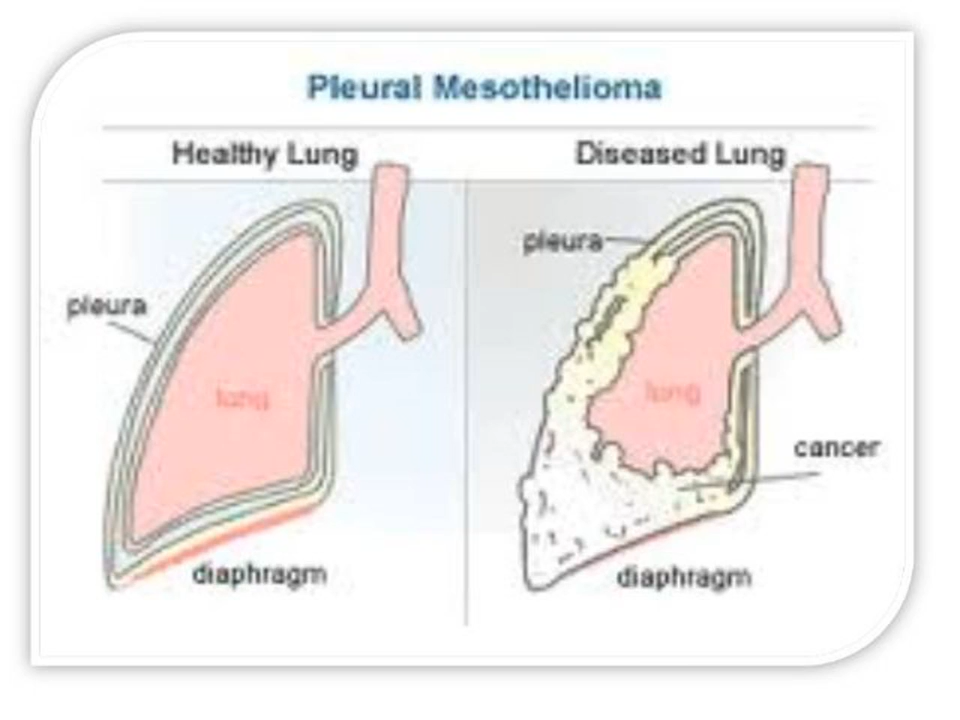 Pleural Mesothelioma
Healthy Lung
Diseased Lung
pleura
pleura
lung
lung
cancer
diaphragm
diaphragm